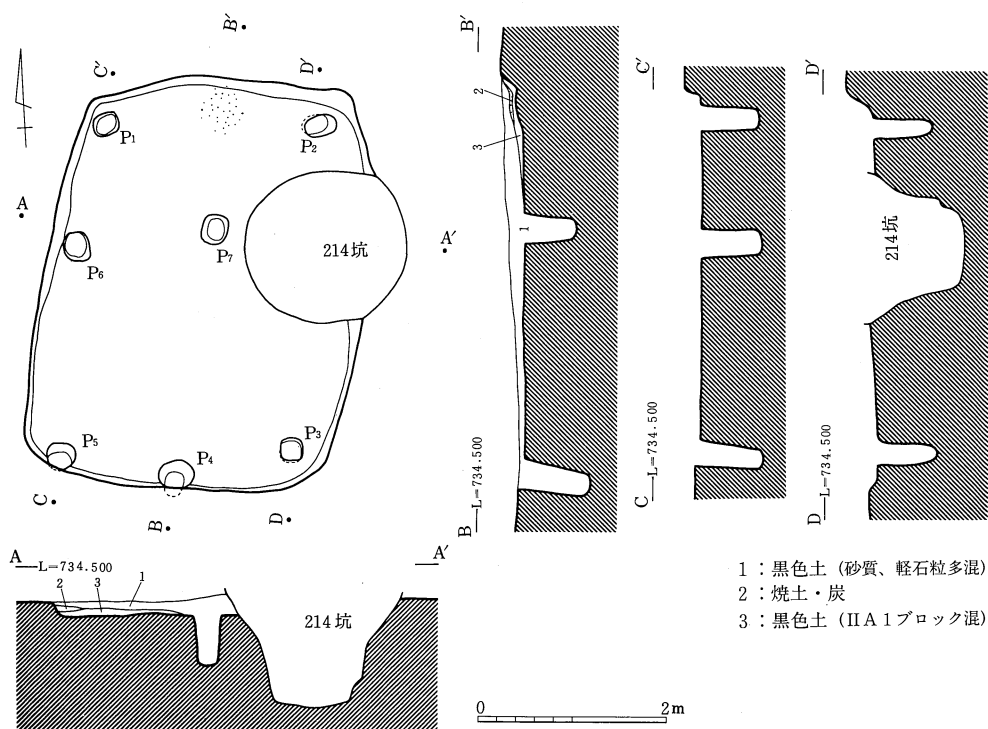 B′
C′
D′
P1
P2
A
A′
P6
P7
214坑
P5
P4
P3
C
B
D
B′
2
3
1
B L=734.500
C′
C L=734.500
D′
214坑
D L=734.500
A L=734.500
A′
2 3 1
214坑
0 2m
1：黒色土（砂質、軽石粒多混）
2：焼土・炭
3：黒色土（IIA1ブロック混）